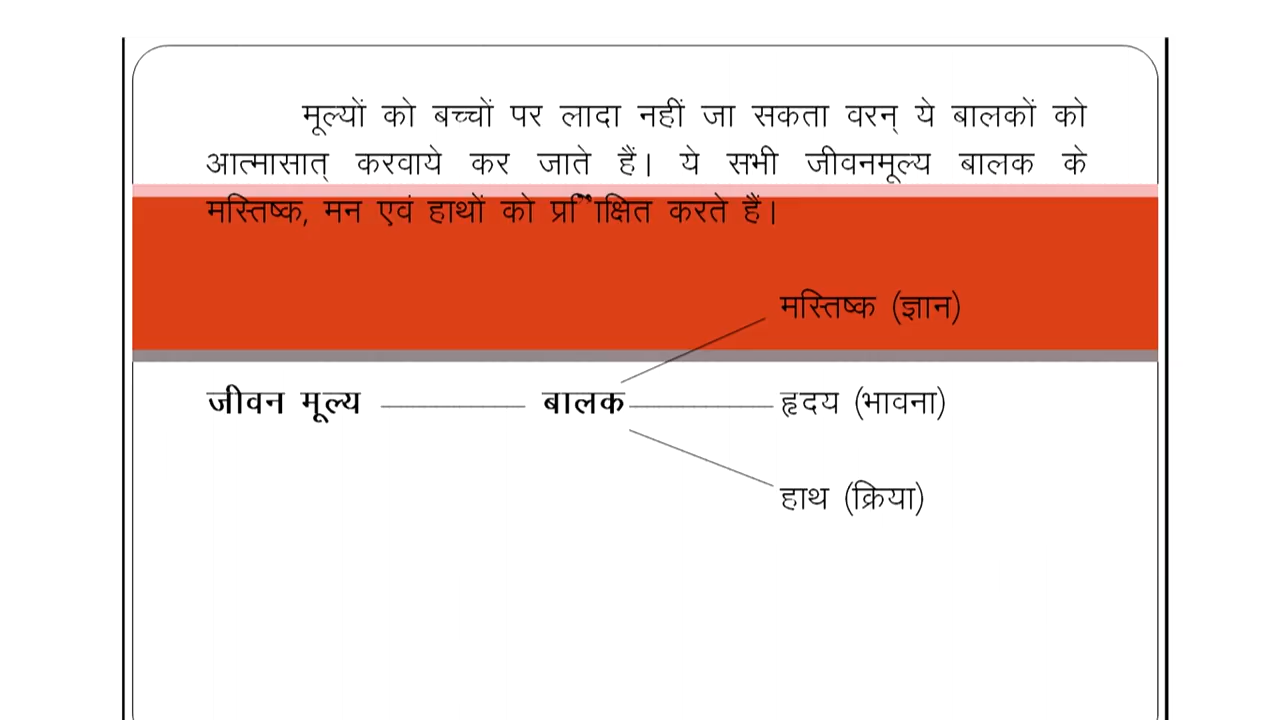 मूल्यों को बच्चों पर लादा नहीं जा सकता वरन् ये बालकों को
आत्मासात् करवाये कर जाते हैं। ये सभी जीवनमूल्य बालक के
मस्तिष्क, मन एवं हाथों को करते हैं।
मस्तिष्क (ज्ञान)
जीवन मूल्य बालक हृदय (भावना)
हाथ (क्रिया)